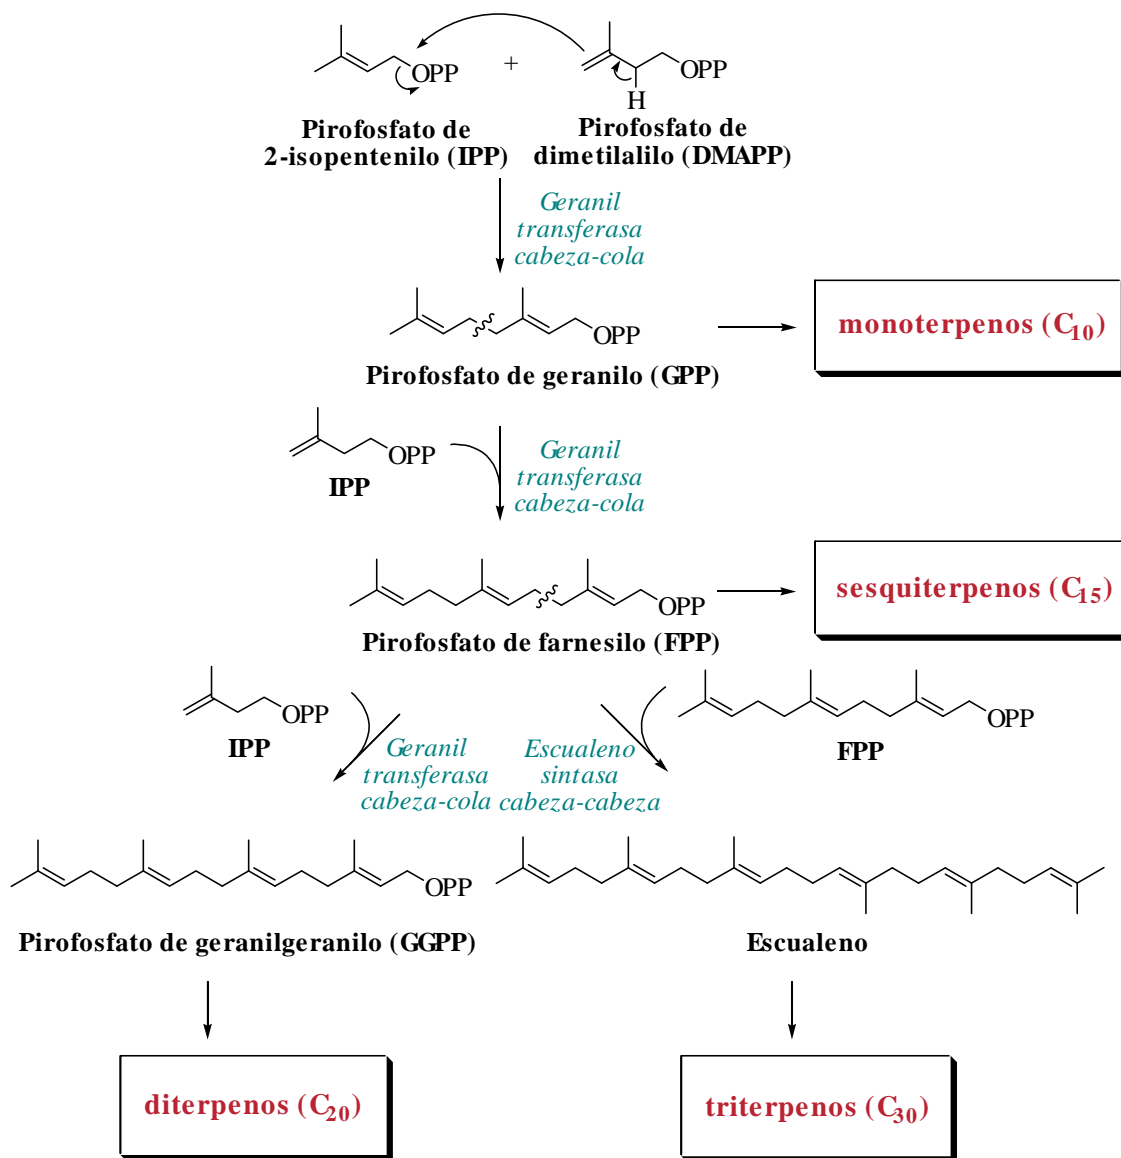 OPP
+
OPP
H
Pirofosfato de
2-isopentenilo (IPP)
Pirofosfato de
dimetilalilo (DMAPP)
Geranil
transferasa
cabeza-cola
OPP
Pirofosfato de geranilo (GPP)
monoterpenos (C10)
OPP
IPP
Geranil
transferasa
cabeza-cola
OPP
Pirofosfato de farnesilo (FPP)
sesquiterpenos (C15)
OPP
IPP
OPP
FPP
Geranil
transferasa
cabeza-cola
Escualeno
sintasa
cabeza-cabeza
OPP
Pirofosfato de geranilgeranilo (GGPP)
Escualeno
diterpenos (C20)
triterpenos (C30)